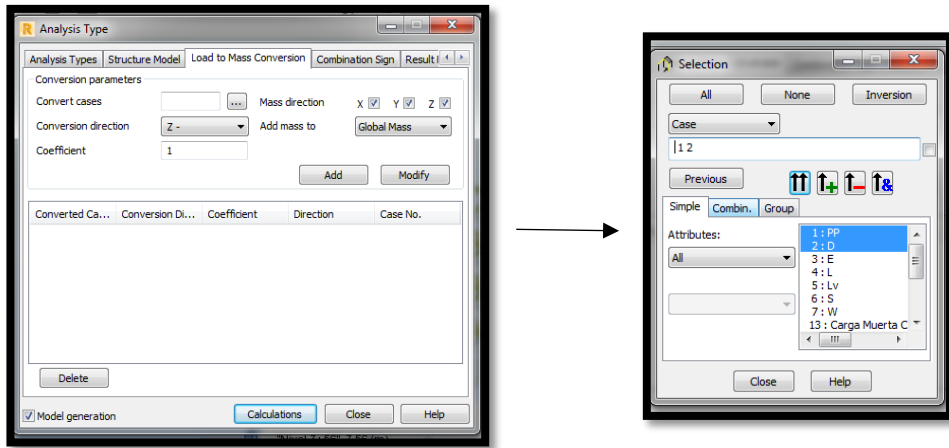 Analysis Type
Analysis Types Structure Model Load to Mass Conversion Combination Sign Result
Conversion parameters
Convert cases ... Mass direction X Y Z
Conversion direction Z - Add mass to Global Mass
Coefficient 1
Add Modify
Converted Ca... Conversion Di... Coefficient Direction Case No.
Delete
Model generation Calculations Close Help
Selection
All None Inversion
Case
1 2
Previous
Simple Combin. Group
Attributes:
All
1 : PP
2 : D
3 : E
4 : L
5 : Lv
6 : S
7 : W
13 : Carga Muerta C
Close Help